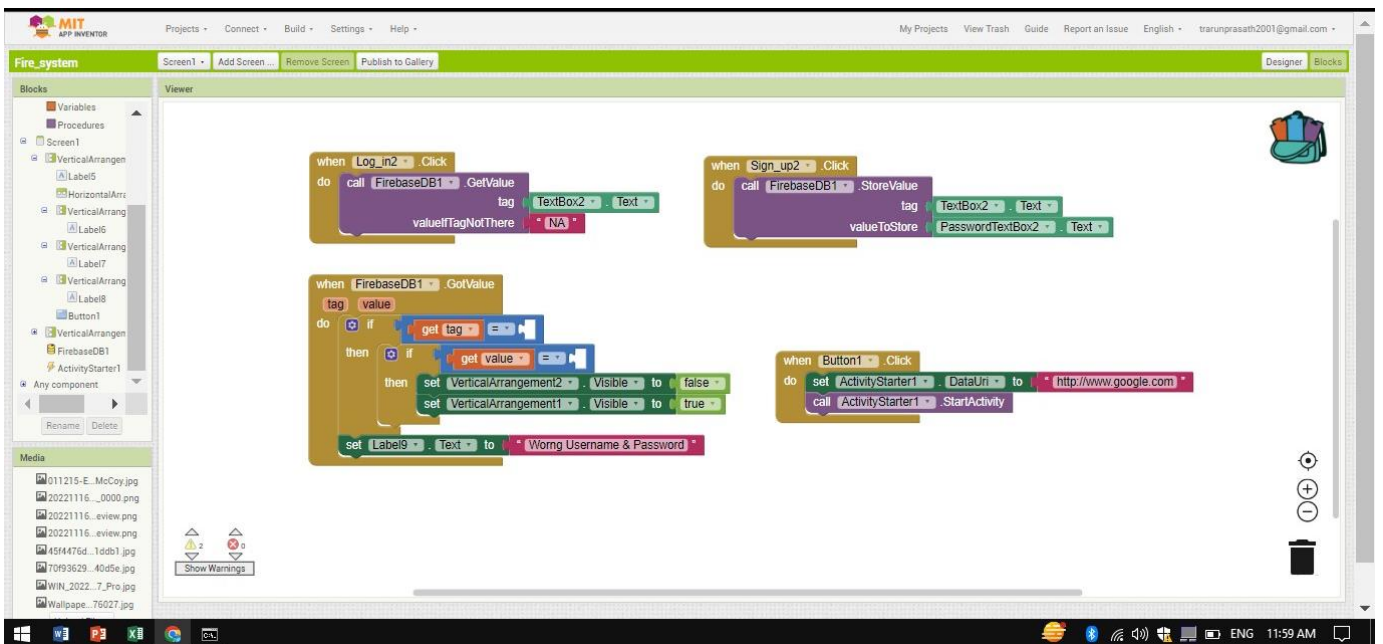 MIT
APP INVENTOR
Projects Connect Build Settings Help
My Projects View Trash Guide Report an Issue English trarunprasath2001@gmail.com
Fire_system
Screen1 Add Screen ... Remove Screen Publish to Gallery
Designer Blocks
Blocks
Variables
Procedures
Screen1
VerticalArrangen
Label5
HorizontalArra
VerticalArrang
Label6
VerticalArrang
Label7
VerticalArrang
Label8
Button1
VerticalArrangen
FirebaseDB1
ActivityStarter1
Any component
Rename Delete
Media
011215-E...McCoy.jpg
20221116..._0000.png
20221116...eview.png
20221116...eview.png
45f4476d...1ddb1.jpg
70f93629...40d5e.jpg
WIN_2022...7_Pro.jpg
Wallpape...76027.jpg
Viewer
when Log_in2 .Click
do call FirebaseDB1 .GetValue
tag TextBox2 . Text
valueIfTagNotThere " NA "
when Sign_up2 .Click
do call FirebaseDB1 .StoreValue
tag TextBox2 . Text
valueToStore PasswordTextBox2 . Text
when FirebaseDB1 .GotValue
tag value
do if get tag =
then if get value =
then set VerticalArrangement2 . Visible to false
set VerticalArrangement1 . Visible to true
set Label9 . Text to " Worng Username & Password "
when Button1 .Click
do set ActivityStarter1 . DataUri to " http://www.google.com "
call ActivityStarter1 .StartActivity
2 0
Show Warnings
ENG 11:59 AM